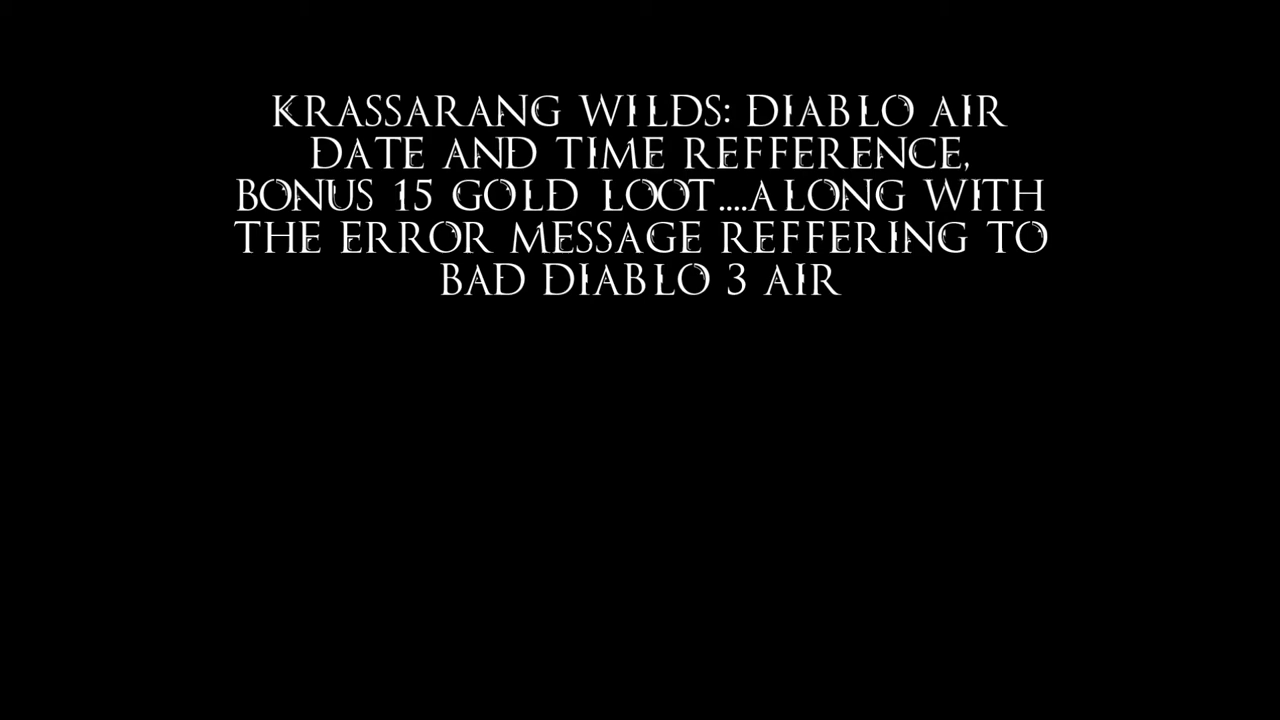 KRASSARANG WILDS: DIABLO AIR
DATE AND TIME REFFERENCE,
BONUS 15 GOLD LOOT....ALONG WITH
THE ERROR MESSAGE REFFERING TO
BAD DIABLO 3 AIR